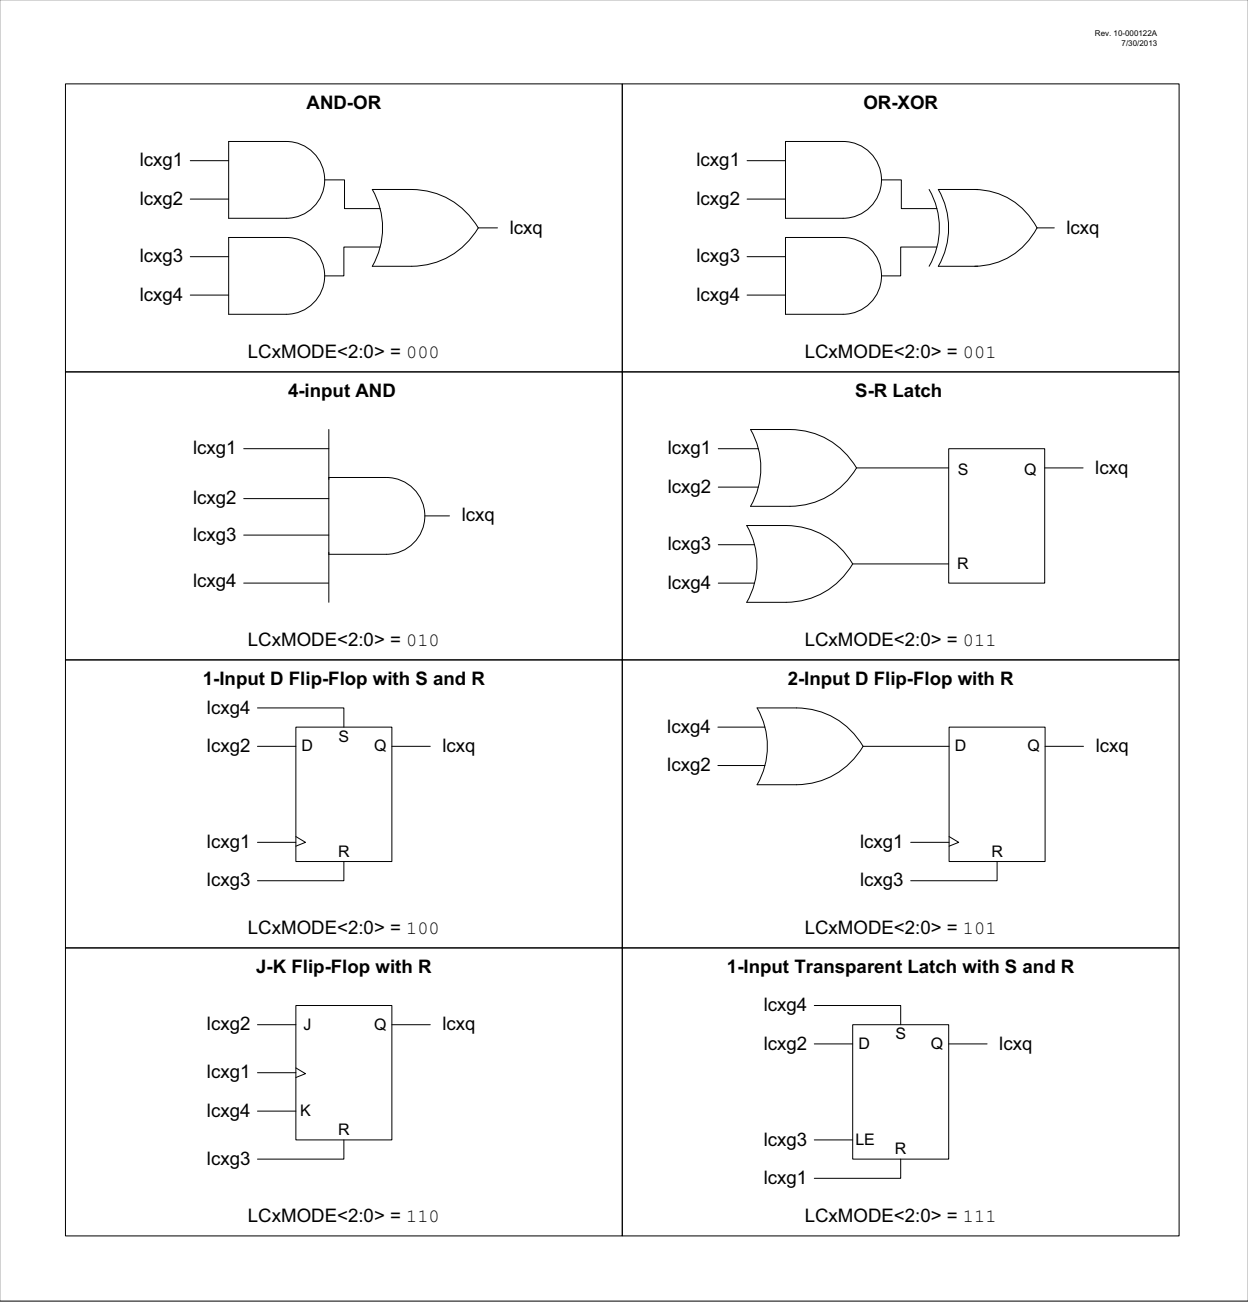 Rev. 10-000122A
7/30/2013
AND-OR
lcxg1
lcxg2
lcxg3
lcxg4
lcxq
LCxMODE<2:0> = 000
OR-XOR
lcxg1
lcxg2
lcxg3
lcxg4
lcxq
LCxMODE<2:0> = 001
4-input AND
lcxg1
lcxg2
lcxg3
lcxg4
lcxq
LCxMODE<2:0> = 010
S-R Latch
lcxg1
lcxg2
lcxg3
lcxg4
S
Q
lcxq
R
LCxMODE<2:0> = 011
1-Input D Flip-Flop with S and R
lcxg4
S
lcxg2
D
Q
lcxq
lcxg1
R
lcxg3
LCxMODE<2:0> = 100
2-Input D Flip-Flop with R
lcxg4
lcxg2
D
Q
lcxq
lcxg1
R
lcxg3
LCxMODE<2:0> = 101
J-K Flip-Flop with R
lcxg2
J
Q
lcxq
lcxg1
lcxg4
K
R
lcxg3
LCxMODE<2:0> = 110
1-Input Transparent Latch with S and R
lcxg4
S
lcxg2
D
Q
lcxq
lcxg3
LE
R
lcxg1
LCxMODE<2:0> = 111